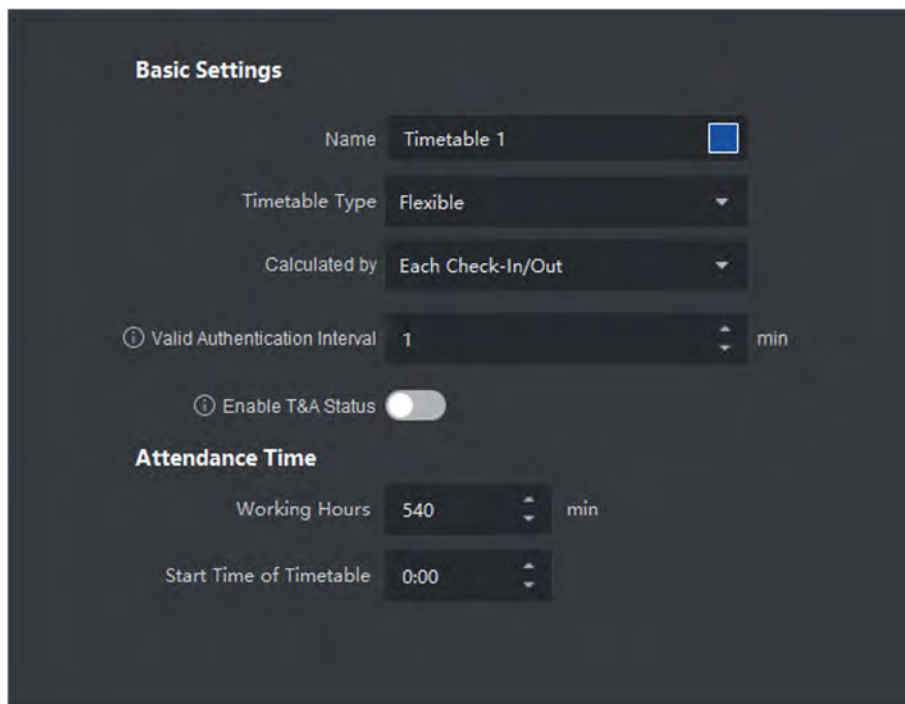 Basic Settings
Name Timetable 1
Timetable Type Flexible
Calculated by Each Check-In/Out
Valid Authentication Interval 1 min
Enable T&A Status
Attendance Time
Working Hours 540 min
Start Time of Timetable 0:00